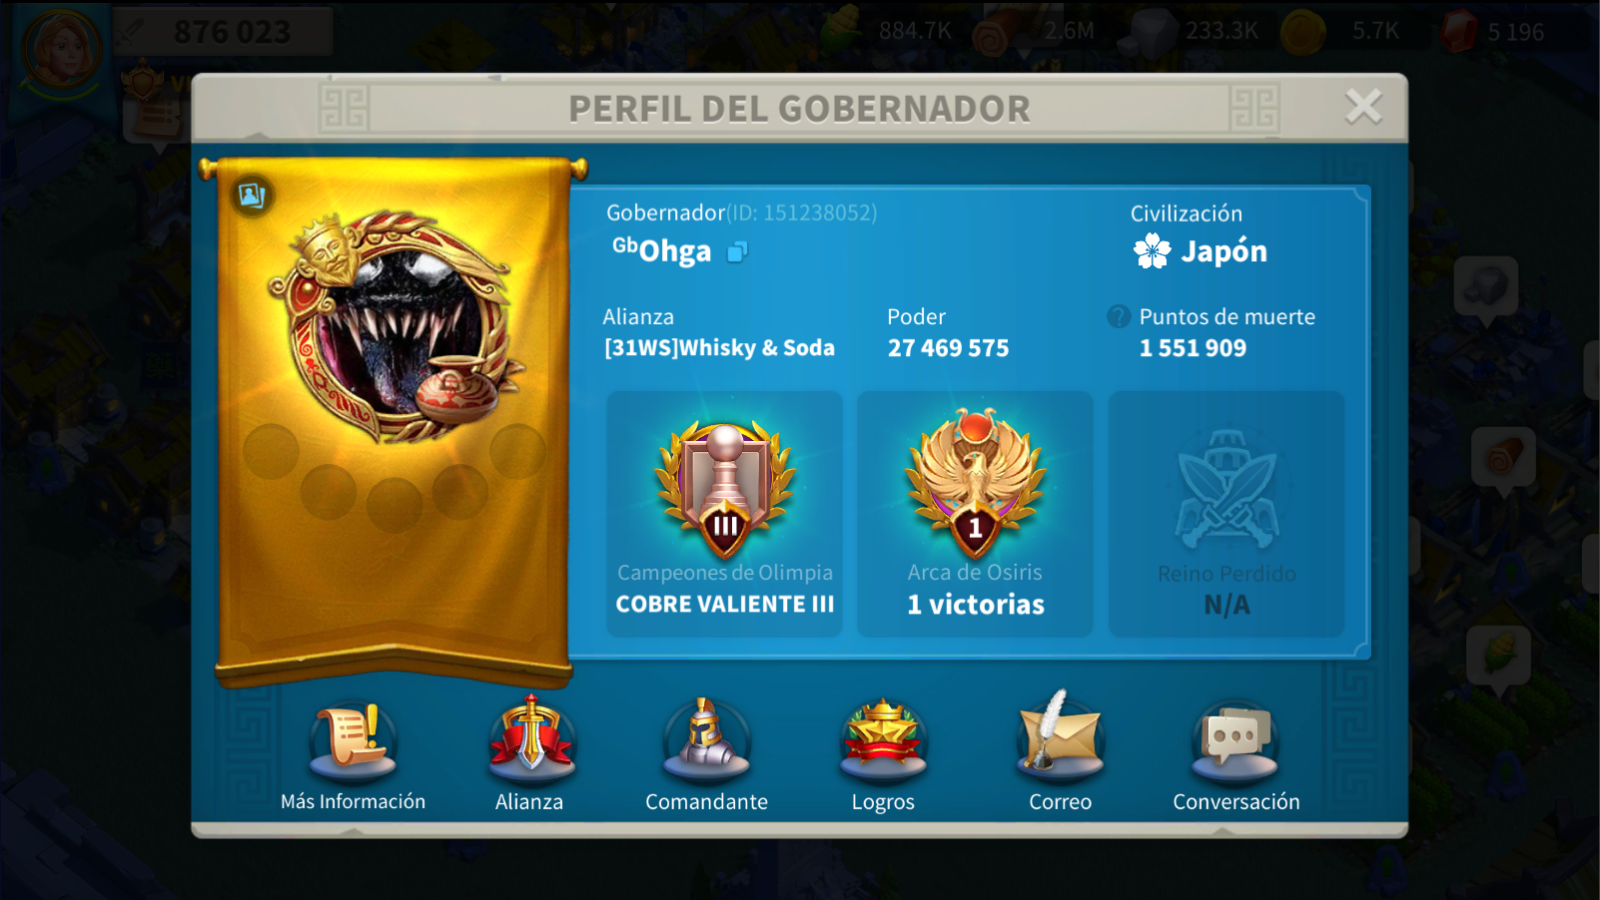 876 023
884.7K
2.6M
233.3K
5.7K
5 196
PERFIL DEL GOBERNADOR
Gobernador(ID: 151238052)
ᴳᵇOhga
Civilización
Japón
Alianza
[31WS]Whisky & Soda
Poder
27 469 575
? Puntos de muerte
1 551 909
III
Campeones de Olimpia
COBRE VALIENTE III
1
Arca de Osiris
1 victorias
Reino Perdido
N/A
Más Información
Alianza
Comandante
Logros
Correo
Conversación